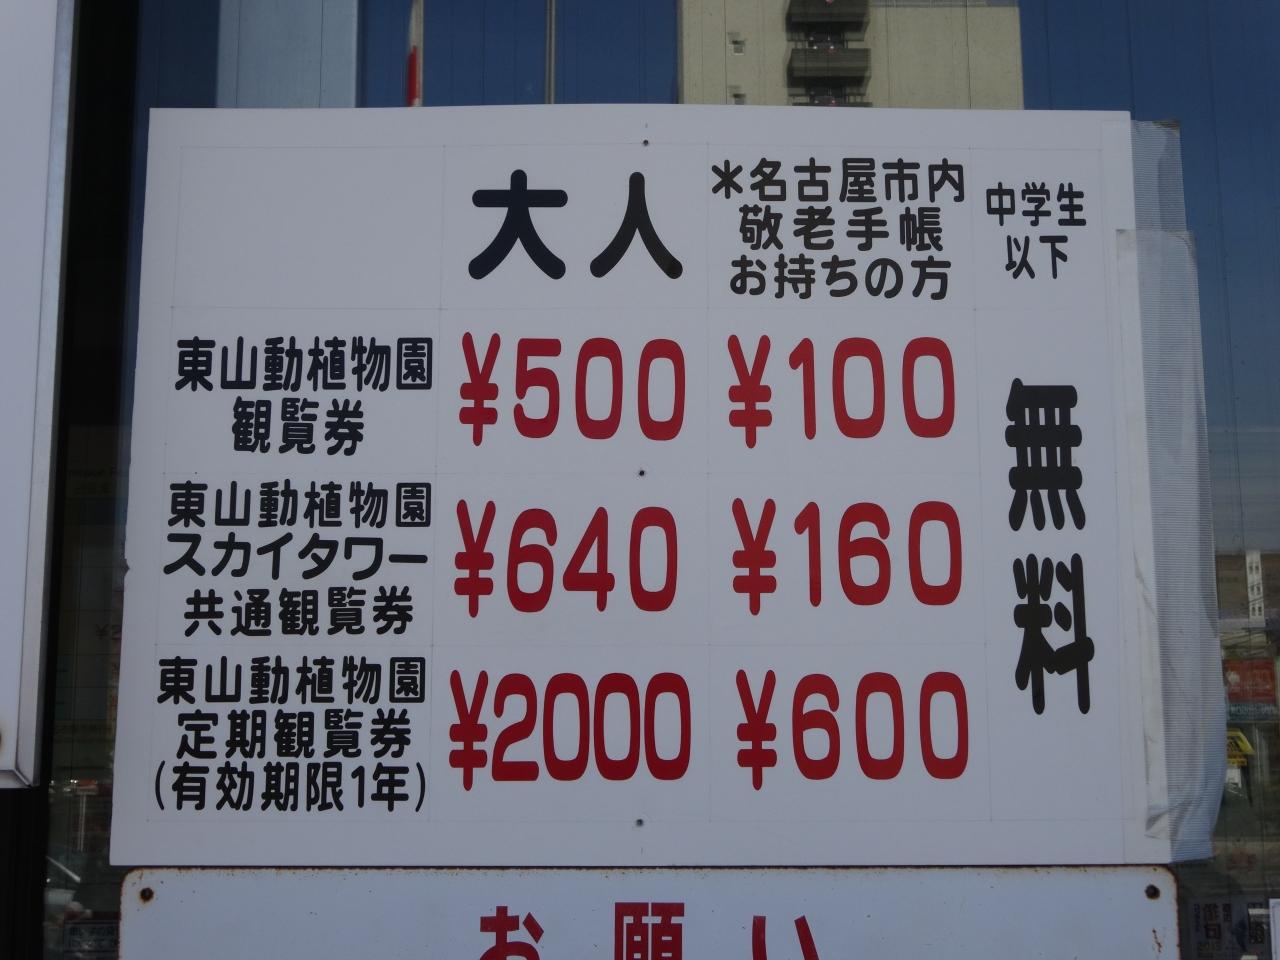 大人
*名古屋市内
敬老手帳
お持ちの方
中学生
以下
東山動植物園
観覧券
¥500
¥100
無料
東山動植物園
スカイタワー
共通観覧券
¥640
¥160
東山動植物園
定期観覧券
(有効期限1年)
¥2000
¥600
お願い